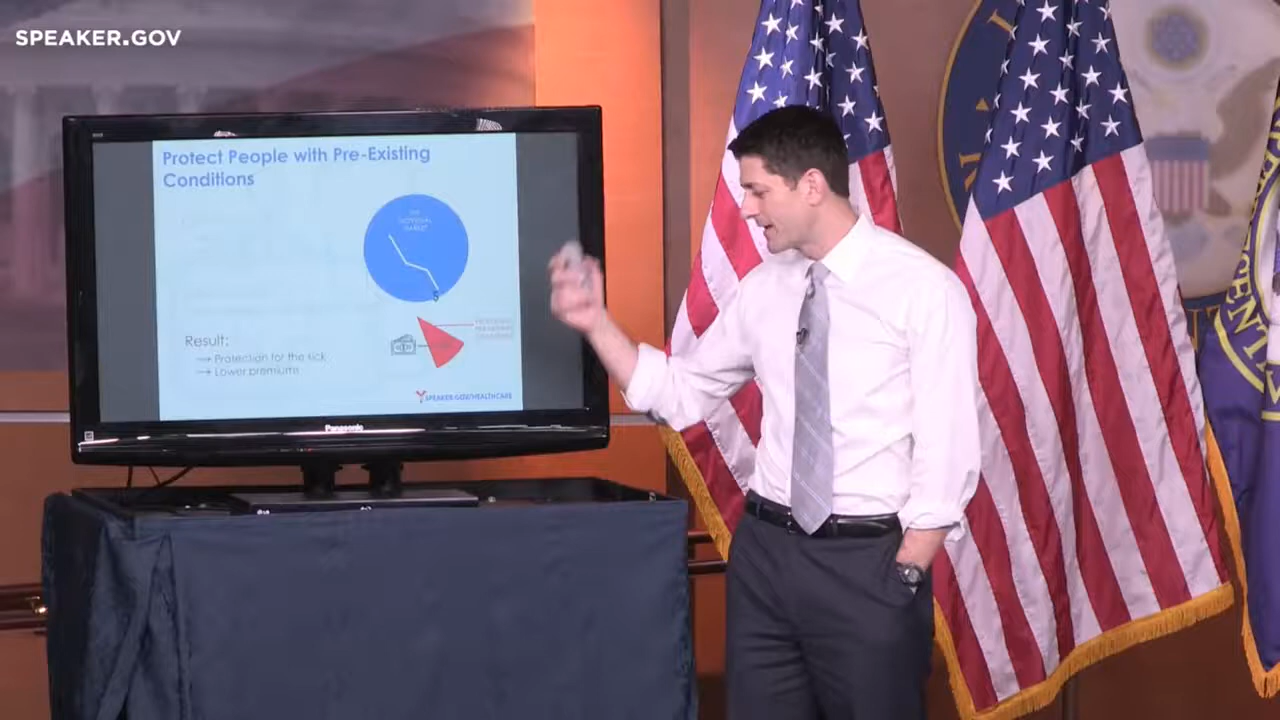 SPEAKER.GOV
Protect People with Pre-Existing
Conditions
Result:
→ Protection for the sick
→ Lower premiums
SPEAKER.GOV/HEALTHCARE
Panasonic